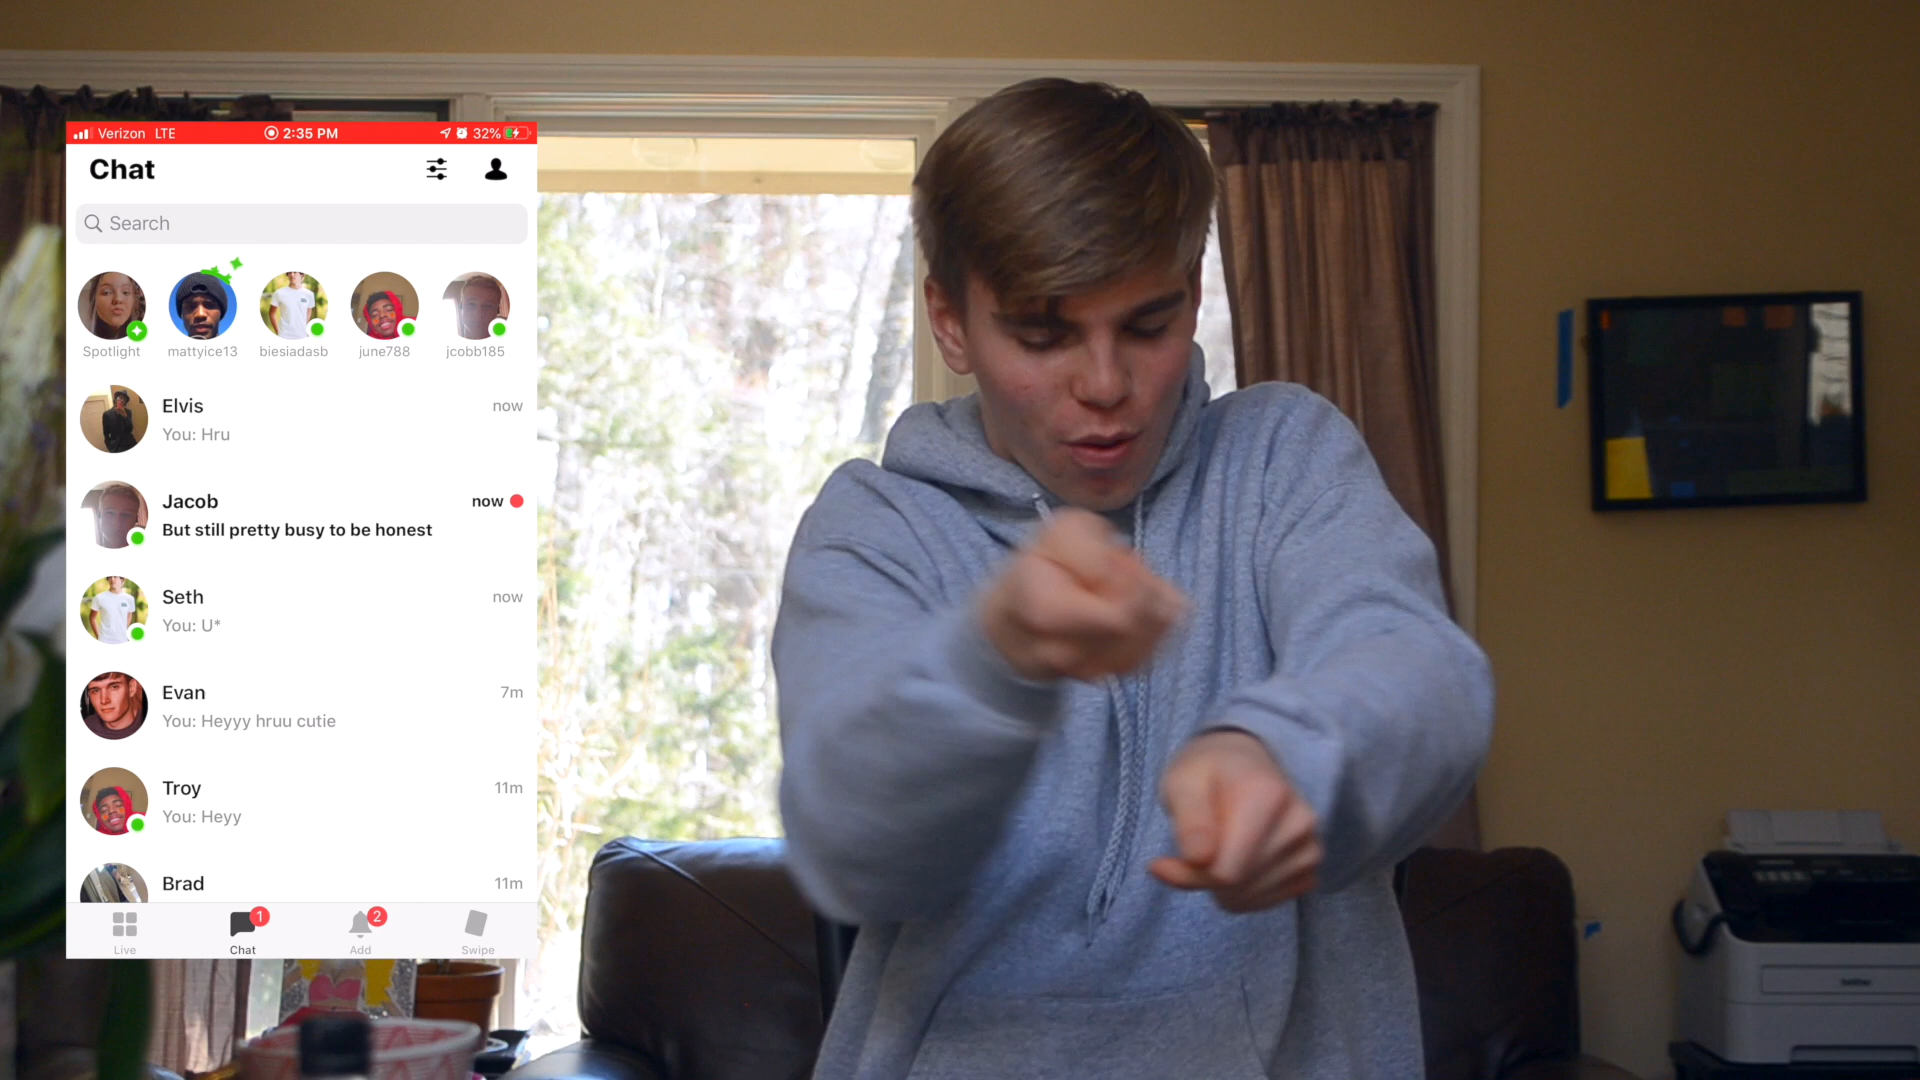 Verizon LTE 2:35 PM 32%
Chat
Search
Spotlight mattyice13 biesiadasb june788 jcobb185
Elvis now
You: Hru
Jacob now
But still pretty busy to be honest
Seth now
You: U*
Evan 7m
You: Heyyy hruu cutie
Troy 11m
You: Heyy
Brad 11m
1 2
Live Chat Add Swipe
brother